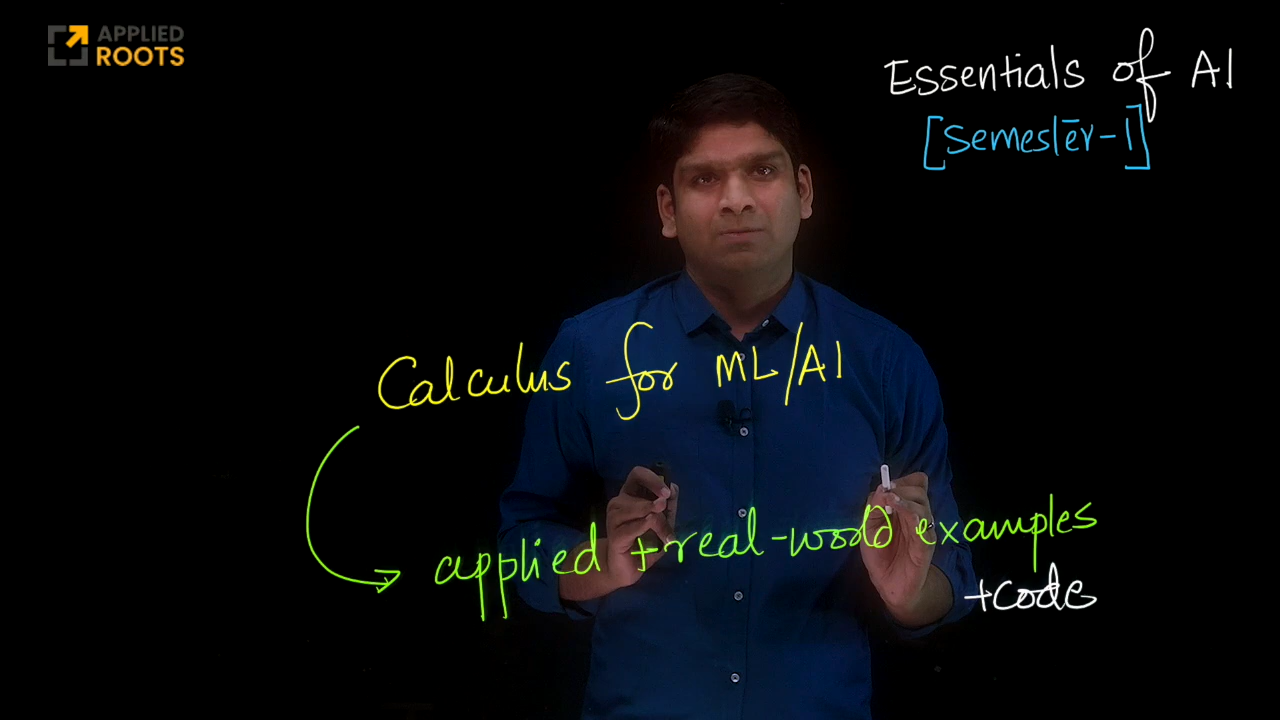 APPLIED
ROOTS
Essentials of AI
[Semester-1]
Calculus for ML/AI
applied + real-world examples
+code